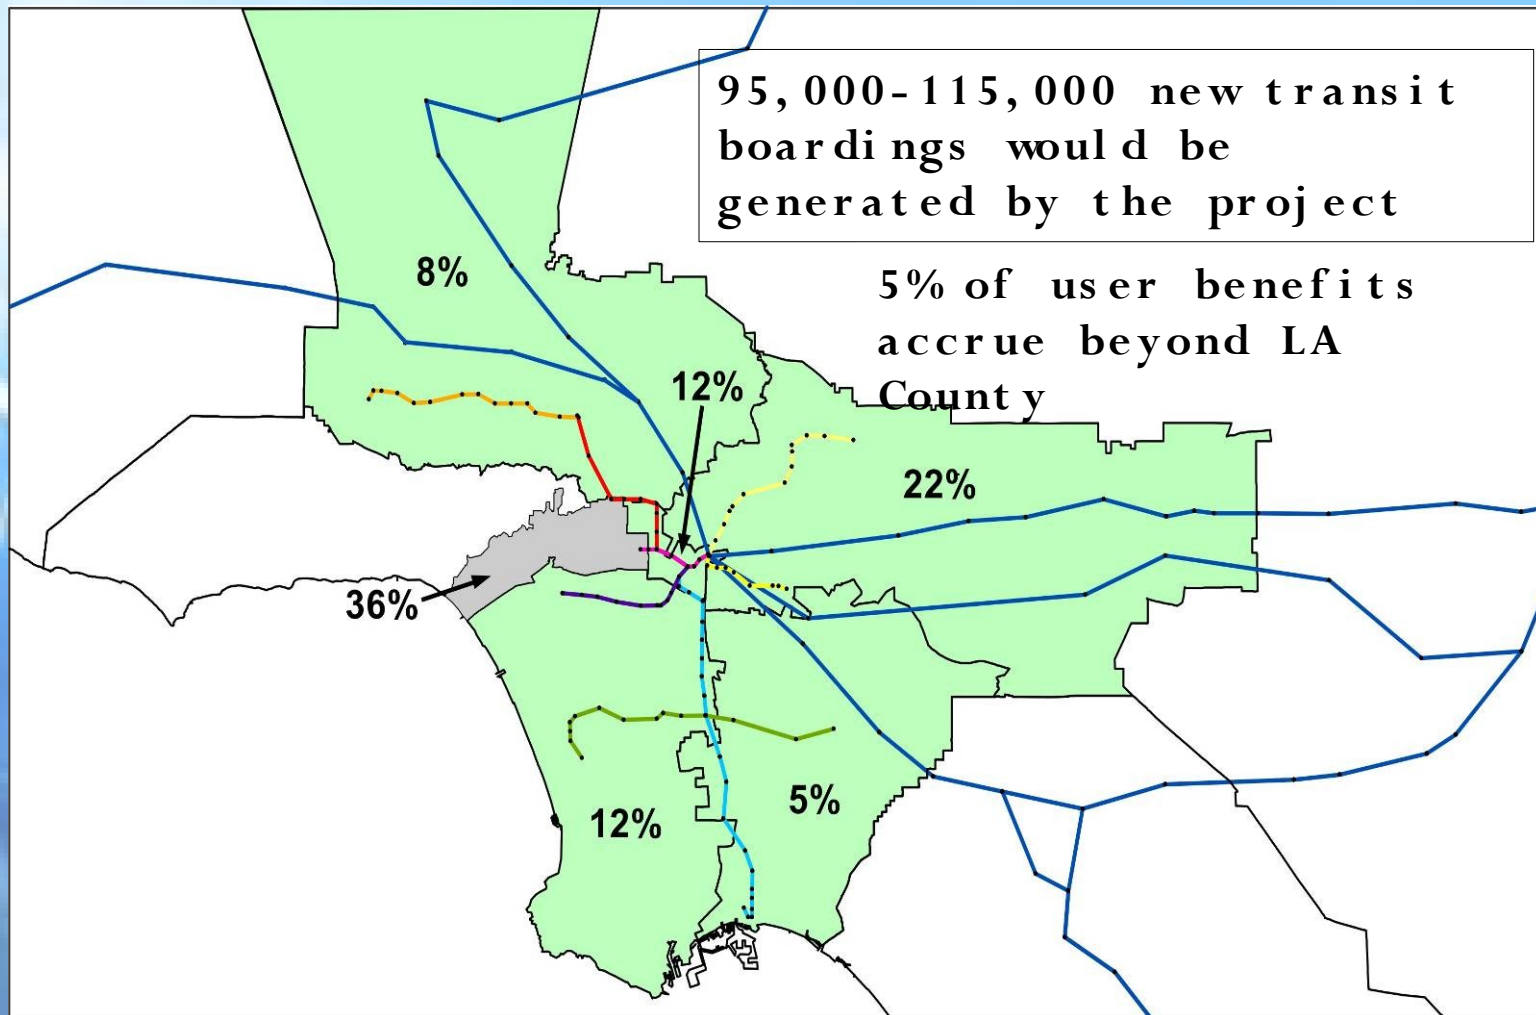 95,000-115,000 new transit
boardings would be
generated by the project
5% of user benefits
accrue beyond LA
County
8%
12%
22%
36%
5%
12%